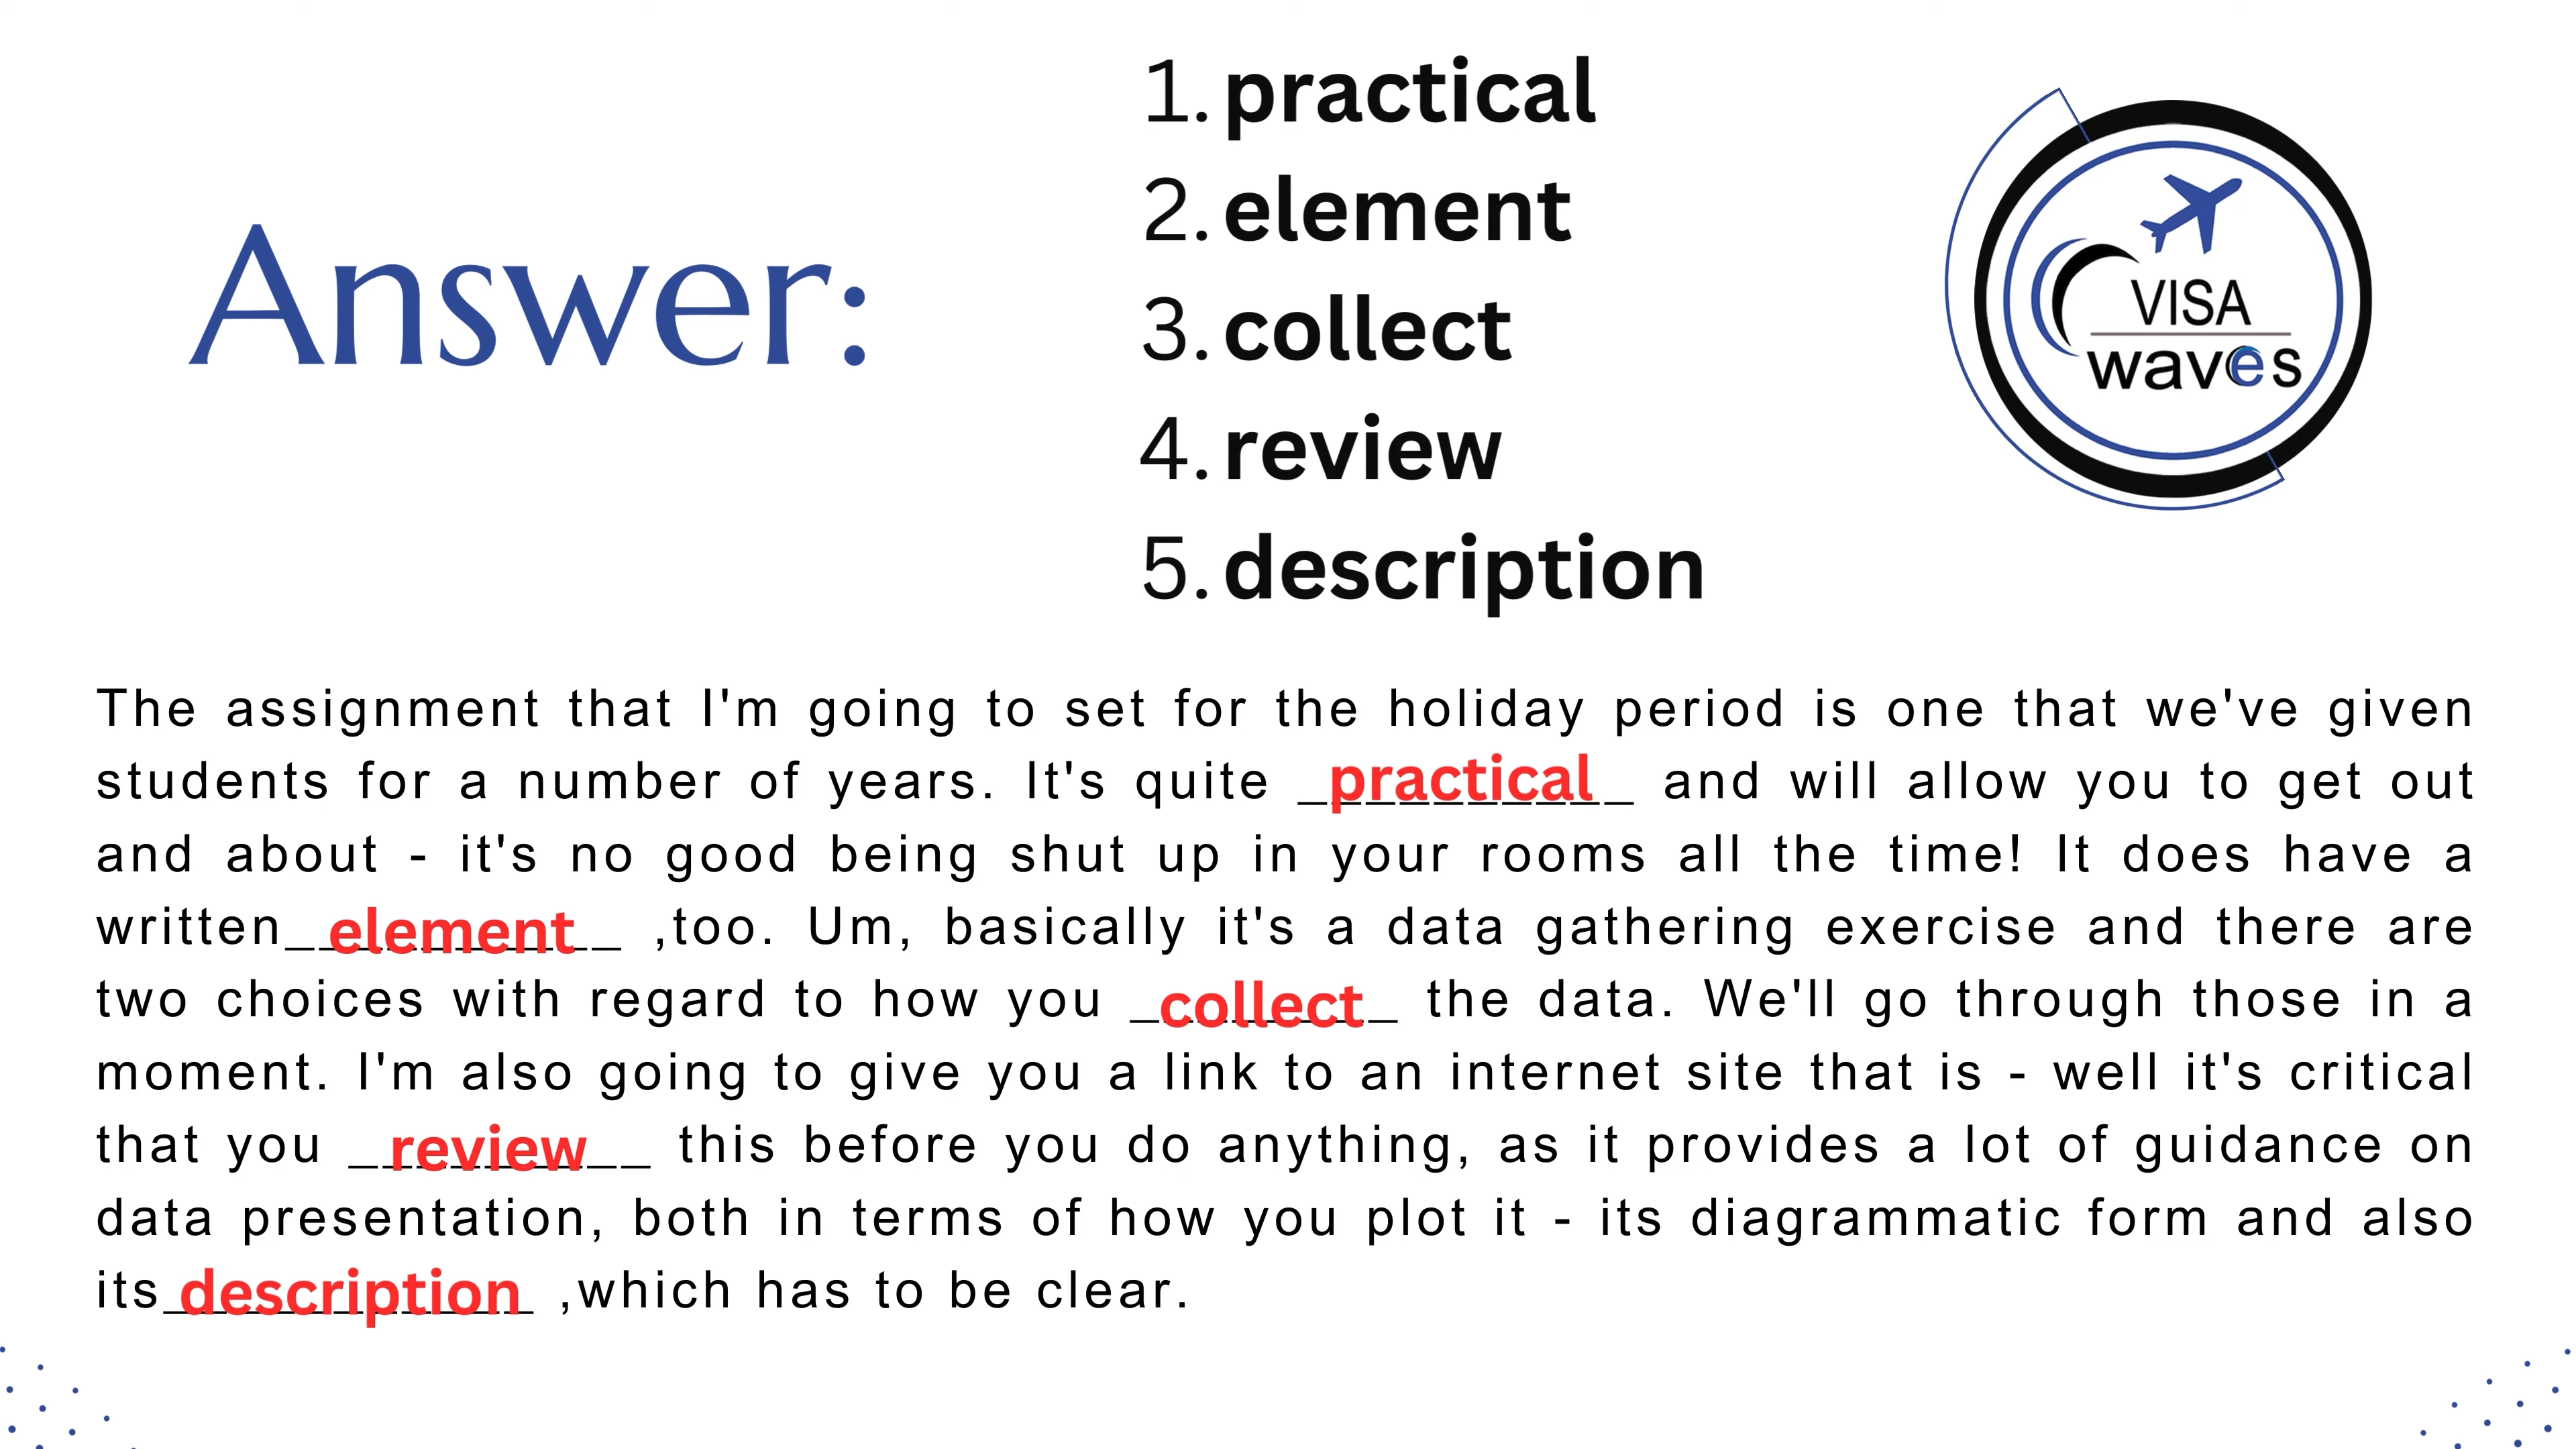 Answer:
1. practical
2. element
3. collect
4. review
5. description
VISA
waves
The assignment that I'm going to set for the holiday period is one that we've given
students for a number of years. It's quite practical and will allow you to get out
and about - it's no good being shut up in your rooms all the time! It does have a
written element ,too. Um, basically it's a data gathering exercise and there are
two choices with regard to how you collect the data. We'll go through those in a
moment. I'm also going to give you a link to an internet site that is - well it's critical
that you review this before you do anything, as it provides a lot of guidance on
data presentation, both in terms of how you plot it - its diagrammatic form and also
its description ,which has to be clear.